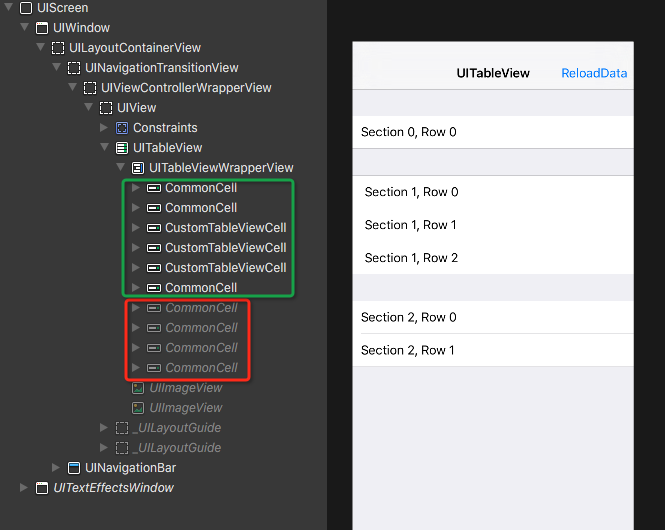 UIScreen
UIWindow
UILayoutContainerView
UINavigationTransitionView
UIViewControllerWrapperView
UIView
Constraints
UITableView
UITableViewWrapperView
CommonCell
CommonCell
CustomTableViewCell
CustomTableViewCell
CustomTableViewCell
CommonCell
CommonCell
CommonCell
CommonCell
CommonCell
UIImageView
UIImageView
_UILayoutGuide
_UILayoutGuide
UINavigationBar
UITextEffectsWindow
UITableView ReloadData
Section 0, Row 0
Section 1, Row 0
Section 1, Row 1
Section 1, Row 2
Section 2, Row 0
Section 2, Row 1